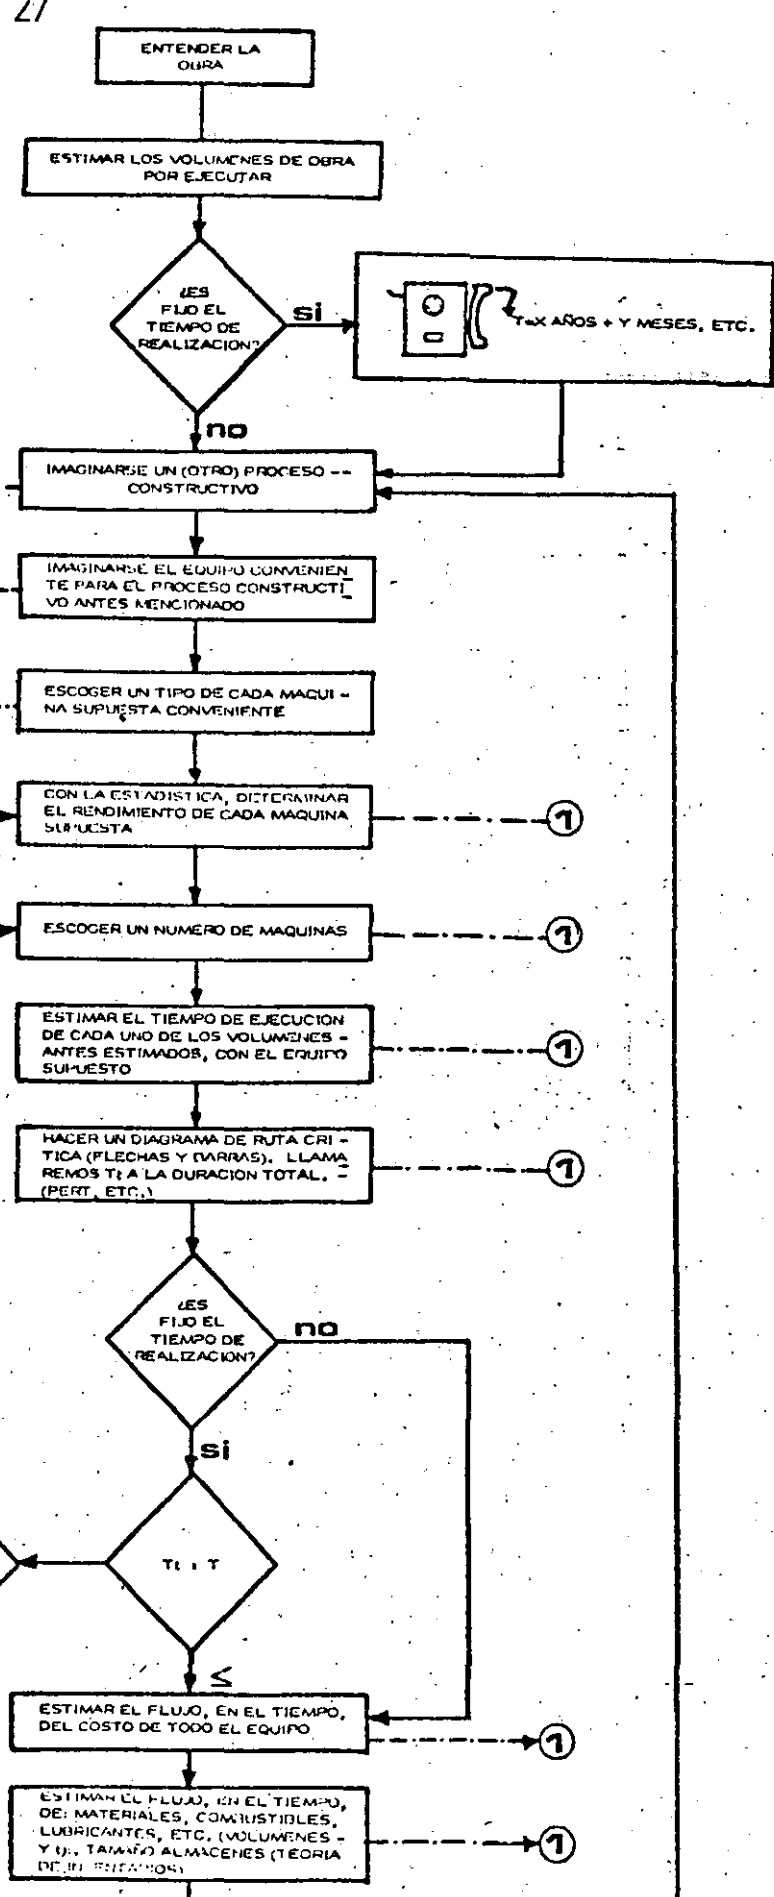 27
ENTENDER LA
OBRA
ESTIMAR LOS VOLUMENES DE OBRA
POR EJECUTAR
¿ES
FIJO EL
TIEMPO DE
REALIZACION?
si
T=X AÑOS + Y MESES, ETC.
no
IMAGINARSE UN (OTRO) PROCESO --
CONSTRUCTIVO
IMAGINARSE EL EQUIPO CONVENIEN
TE PARA EL PROCESO CONSTRUCTI
VO ANTES MENCIONADO
ESCOGER UN TIPO DE CADA MAQUI -
NA SUPUESTA CONVENIENTE
CON LA ESTADISTICA, DETERMINAR
EL RENDIMIENTO DE CADA MAQUINA
SUPUESTA
1
ESCOGER UN NUMERO DE MAQUINAS
1
ESTIMAR EL TIEMPO DE EJECUCION
DE CADA UNO DE LOS VOLUMENES -
ANTES ESTIMADOS, CON EL EQUIPO
SUPUESTO
1
HACER UN DIAGRAMA DE RUTA CRI -
TICA (FLECHAS Y BARRAS). LLAMA
REMOS Tt A LA DURACION TOTAL. -
(PERT, ETC.)
1
¿ES
FIJO EL
TIEMPO DE
REALIZACION?
no
si
Tt : T
≤
ESTIMAR EL FLUJO, EN EL TIEMPO,
DEL COSTO DE TODO EL EQUIPO
1
ESTIMAR EL FLUJO, EN EL TIEMPO,
DE: MATERIALES, COMBUSTIBLES,
LUBRICANTES, ETC. (VOLUMENES -
Y TAMAÑO ALMACENES (TEORIA
DE INVENTARIOS)
1